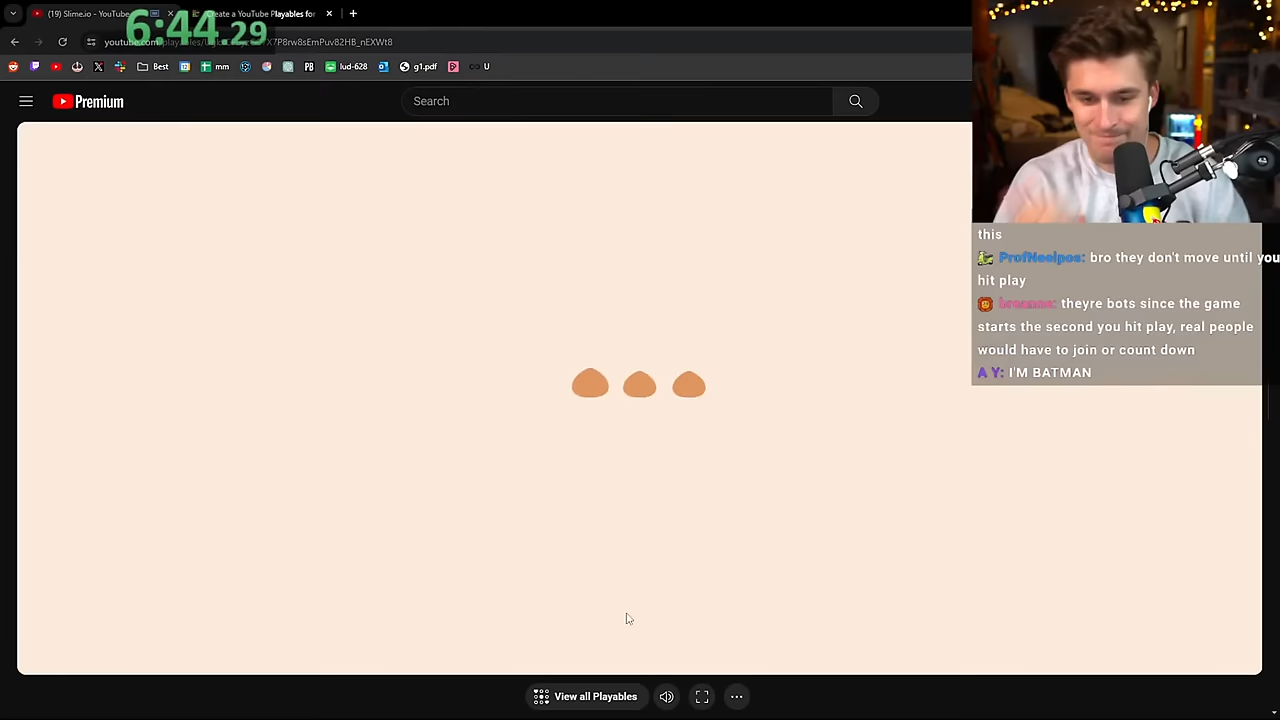 (19) Slime.io - YouTube
Create a YouTube Playables for
6:44.29
Best
mm
PB
lud-628
g1.pdf
U
Premium
Search
this
ProfNoolpos: bro they don't move until you
hit play
theyre bots since the game
starts the second you hit play, real people
would have to join or count down
A Y: I'M BATMAN
View all Playables